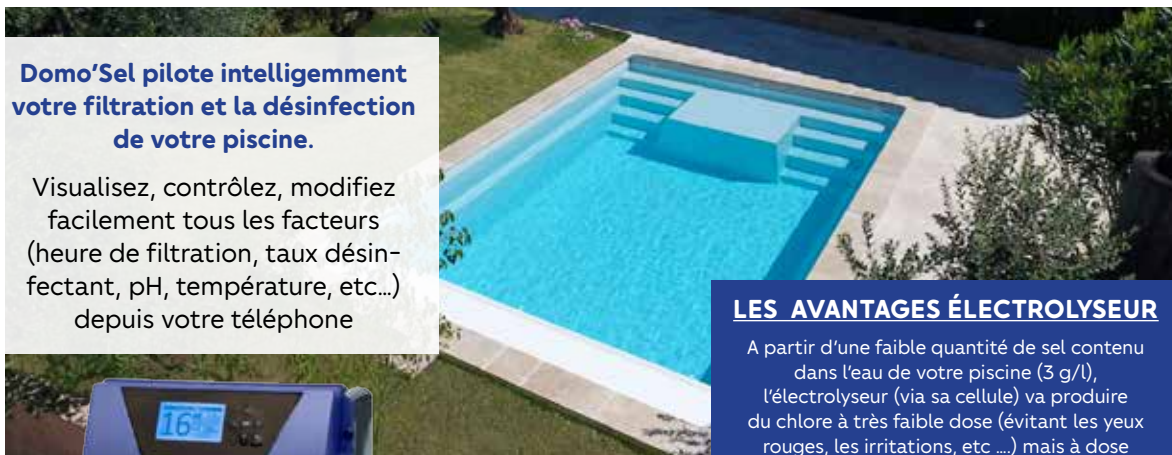 Domo'Sel pilote intelligemment
votre filtration et la désinfection
de votre piscine.
Visualisez, contrôlez, modifiez
facilement tous les facteurs
(heure de filtration, taux désin-
fectant, pH, température, etc...)
depuis votre téléphone
16
LES AVANTAGES ÉLECTROLYSEUR
A partir d'une faible quantité de sel contenu
dans l'eau de votre piscine (3 g/l),
l'électrolyseur (via sa cellule) va produire
du chlore à très faible dose (évitant les yeux
rouges, les irritations, etc ....) mais à dose